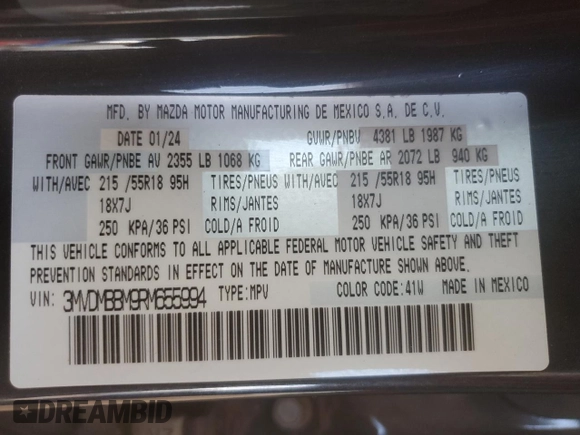 MFD. BY MAZDA MOTOR MANUFACTURING DE MEXICO S.A. DE C.V.
DATE 01/24 GVWR/PNBV 4381 LB 1987 KG
FRONT GAWR/PNBE AV 2355 LB 1068 KG REAR GAWR/PNBE AR 2072 LB 940 KG
WITH/AVEC 215 /55R18 95H TIRES/PNEUS WITH/AVEC 215 /55R18 95H TIRES/PNEUS
18X7J RIMS/JANTES 18X7J RIMS/JANTES
250 KPA/36 PSI COLD/A FROID 250 KPA/36 PSI COLD/A FROID
THIS VEHICLE CONFORMS TO ALL APPLICABLE FEDERAL MOTOR VEHICLE SAFETY AND THEFT
PREVENTION STANDARDS IN EFFECT ON THE DATE OF MANUFACTURE SHOWN ABOVE.
VIN: 3MVDMBBM9RM655994 TYPE:MPV COLOR CODE:41W MADE IN MEXICO
DREAMBID